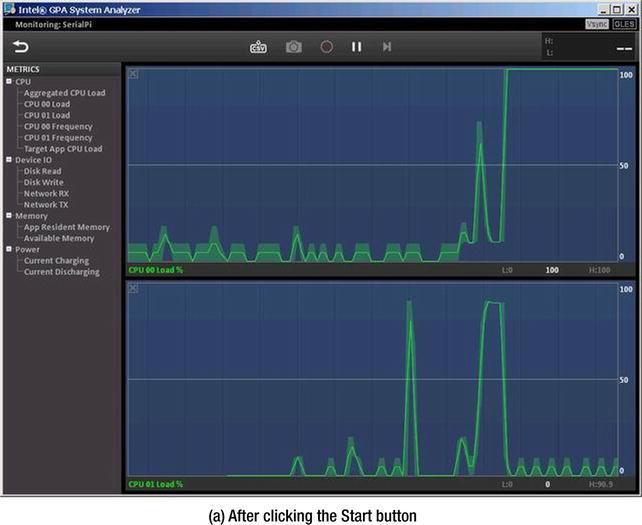 Intel® GPA System Analyzer
Monitoring: SerialPi
Vsync GLES
CSV
H:
L:
--
METRICS
CPU
Aggregated CPU Load
CPU 00 Load
CPU 01 Load
CPU 00 Frequency
CPU 01 Frequency
Target App CPU Load
Device IO
Disk Read
Disk Write
Network RX
Network TX
Memory
App Resident Memory
Available Memory
Power
Current Charging
Current Discharging
100
50
0
CPU 00 Load % L:0 100 H:100
100
50
0
CPU 01 Load % L:0 0 H:90.9
(a) After clicking the Start button